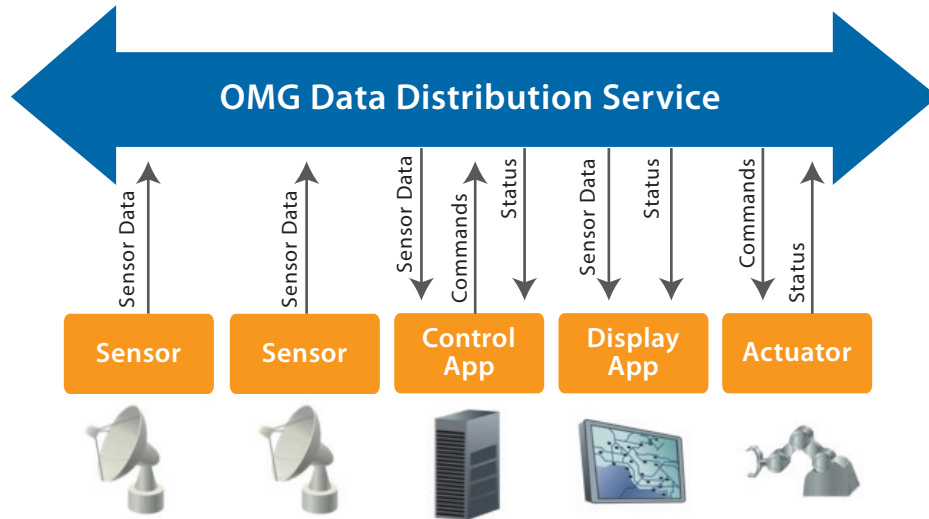 OMG Data Distribution Service
Sensor Data
Sensor Data
Sensor Data
Commands
Status
Sensor Data
Status
Commands
Status
Sensor
Sensor
Control
App
Display
App
Actuator